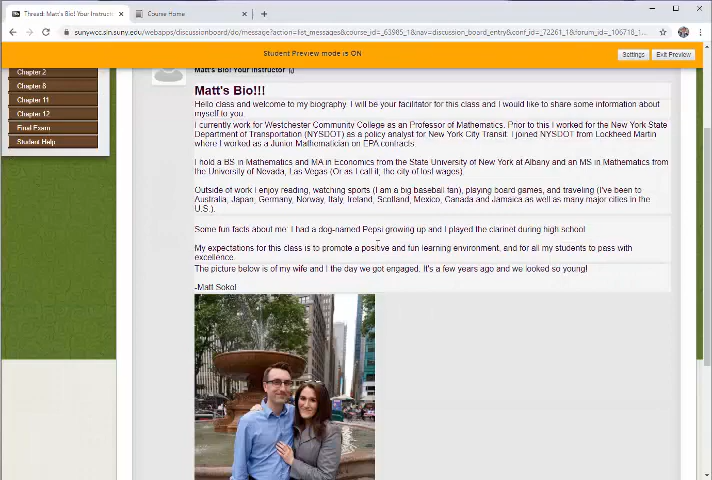 Thread: Matt's Bio! Your Instruc
Course Home
sunywcc.sln.suny.edu/webapps/discussionboard/do/message?action=list_messages&course_id=_63985_1&nav=discussion_board_entry&conf_id=_72261_1&forum_id=_106718_1...
Student Preview mode is ON
Settings
Exit Preview
Chapter 2
Chapter 8
Chapter 11
Chapter 12
Final Exam
Student Help
Matt's Bio! Your Instructor
Matt's Bio!!!
Hello class and welcome to my biography. I will be your facilitator for this class and I would like to share some information about
myself to you.
I currently work for Westchester Community College as an Professor of Mathematics. Prior to this I worked for the New York State
Department of Transportation (NYSDOT) as a policy analyst for New York City Transit. I joined NYSDOT from Lockheed Martin
where I worked as a Junior Mathematician on EPA contracts.
I hold a BS in Mathematics and MA in Economics from the State University of New York at Albany and an MS in Mathematics from
the University of Nevada, Las Vegas (Or as I call it, the city of lost wages).
Outside of work I enjoy reading, watching sports (I am a big baseball fan), playing board games, and traveling (I've been to
Australia, Japan, Germany, Norway, Italy, Ireland, Scotland, Mexico, Canada and Jamaica as well as many major cities in the
U.S.).
Some fun facts about me: I had a dog-named Pepsi growing up and I played the clarinet during high school.
My expectations for this class is to promote a positive and fun learning environment, and for all my students to pass with
excellence.
The picture below is of my wife and I the day we got engaged. It's a few years ago and we looked so young!
-Matt Sokol